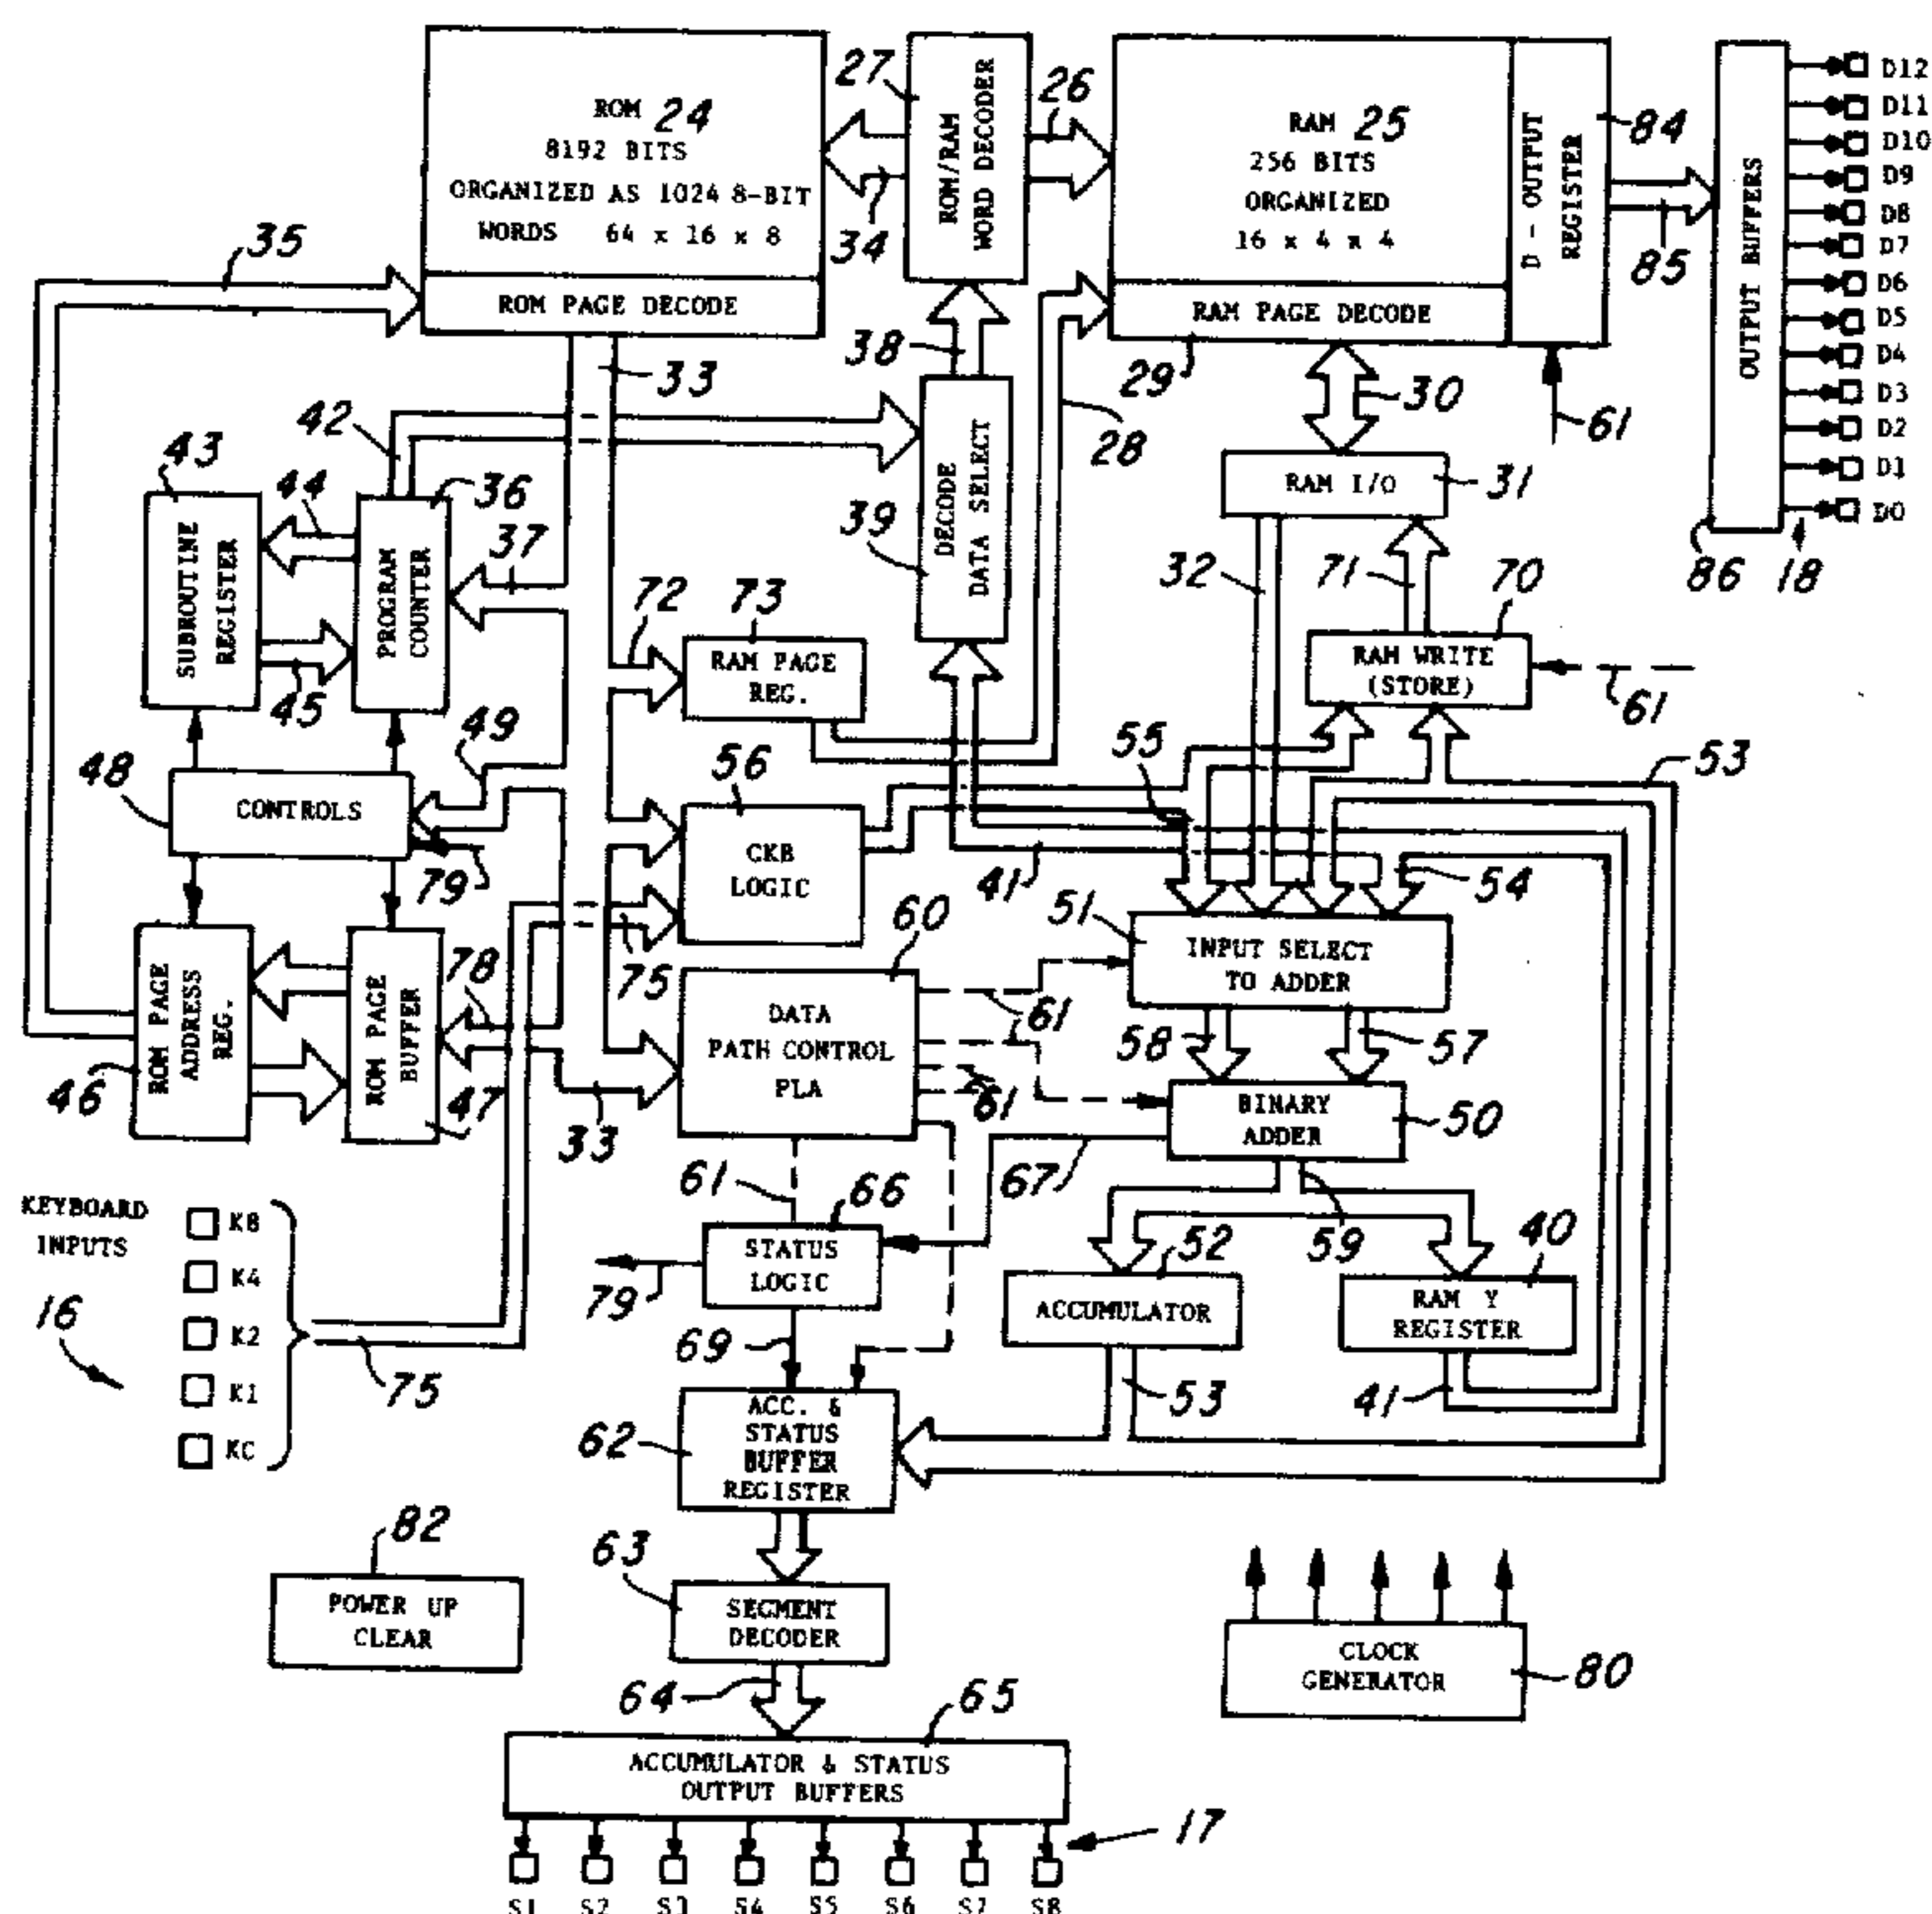 ROM 24
8192 BITS
ORGANIZED AS 1024 8-BIT
WORDS 64 x 16 x 8
ROM PAGE DECODE
27
ROM/RAM
WORD DECODER
26
34
RAM 25
256 BITS
ORGANIZED
16 x 4 x 4
RAM PAGE DECODE
29
D - OUTPUT
REGISTER
84
85
61
OUTPUT BUFFERS
86
18
D12
D11
D10
D9
D8
D7
D6
D5
D4
D3
D2
D1
D0
35
33
38
28
30
42
43
SUBROUTINE
REGISTER
44
45
36
PROGRAM
COUNTER
37
39
DECODE
DATA SELECT
RAM I/O
31
32
71
70
RAM WRITE
(STORE)
61
72
73
RAM PAGE
REG.
49
48
CONTROLS
79
56
CKB
LOGIC
55
53
41
54
75
46
ROM PAGE
ADDRESS
REG.
ROM PAGE
BUFFER
78
47
33
60
DATA
PATH CONTROL
PLA
61
61
51
INPUT SELECT
TO ADDER
58
57
BINARY
ADDER
50
67
59
61
66
STATUS
LOGIC
79
69
52
ACCUMULATOR
40
RAM Y
REGISTER
53
41
KEYBOARD
INPUTS
K8
K4
K2
K1
KC
16
75
62
ACC. &
STATUS
BUFFER
REGISTER
82
POWER UP
CLEAR
63
SEGMENT
DECODER
64
65
ACCUMULATOR & STATUS
OUTPUT BUFFERS
17
S1 S2 S3 S4 S5 S6 S7 S8
CLOCK
GENERATOR
80